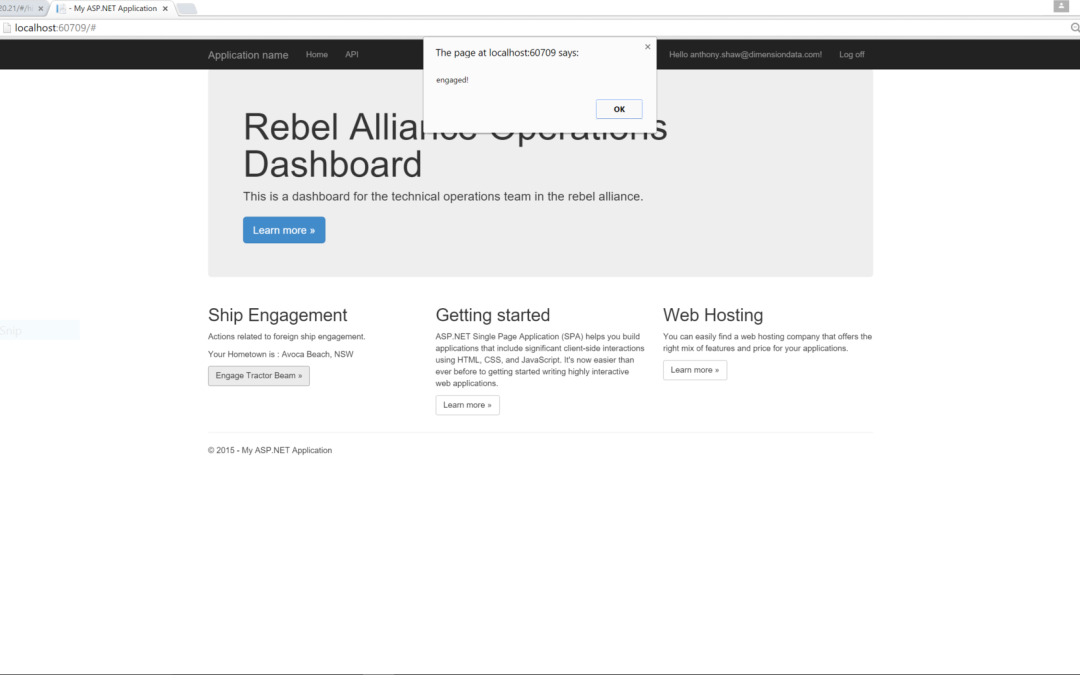 - My ASP.NET Application
localhost:60709/#
Application name Home API Hello anthony.shaw@dimensiondata.com! Log off
The page at localhost:60709 says:
engaged!
OK
Rebel Alliance Operations
Dashboard
This is a dashboard for the technical operations team in the rebel alliance.
Learn more »
Ship Engagement
Actions related to foreign ship engagement.
Your Hometown is : Avoca Beach, NSW
Engage Tractor Beam »
Getting started
ASP.NET Single Page Application (SPA) helps you build
applications that include significant client-side interactions
using HTML, CSS, and JavaScript. It's now easier than
ever before to getting started writing highly interactive
web applications.
Learn more »
Web Hosting
You can easily find a web hosting company that offers the
right mix of features and price for your applications.
Learn more »
© 2015 - My ASP.NET Application
Snip